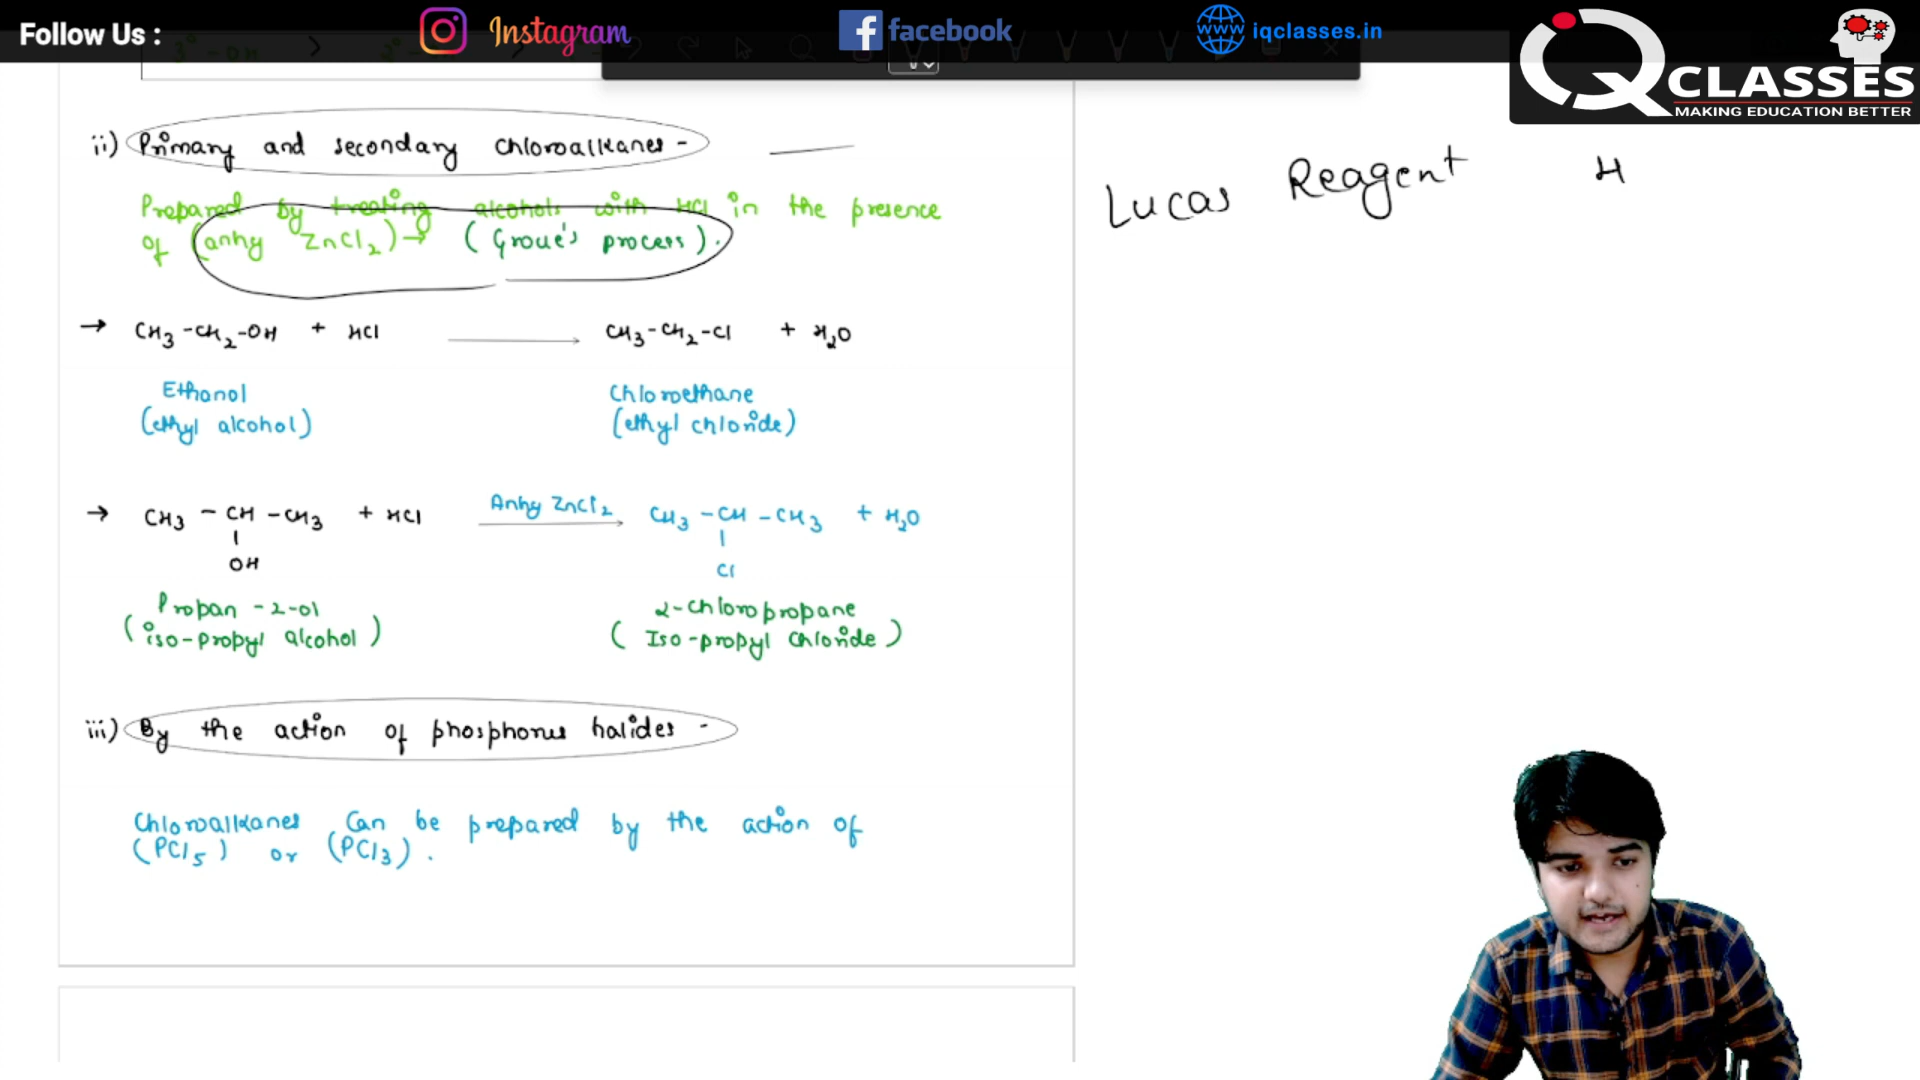 Follow Us :
Instagram
facebook
iqclasses.in
IQ CLASSES
MAKING EDUCATION BETTER
ii) Primary and secondary chloroalkanes -
Prepared by treating alcohols with HCl in the presence
of (anhy ZnCl2) → (Grove's process).
→ CH3-CH2-OH + HCl → CH3-CH2-Cl + H2O
Ethanol Chloroethane
(ethyl alcohol) (ethyl chloride)
Anhy ZnCl2
→ CH3 - CH - CH3 + HCl → CH3 - CH - CH3 + H2O
OH Cl
Propan -2-ol 2-chloropropane
(iso-propyl alcohol) (Iso-propyl chloride)
iii) By the action of phosphorus halides -
Chloroalkanes can be prepared by the action of
(PCl5) or (PCl3).
Lucas Reagent H